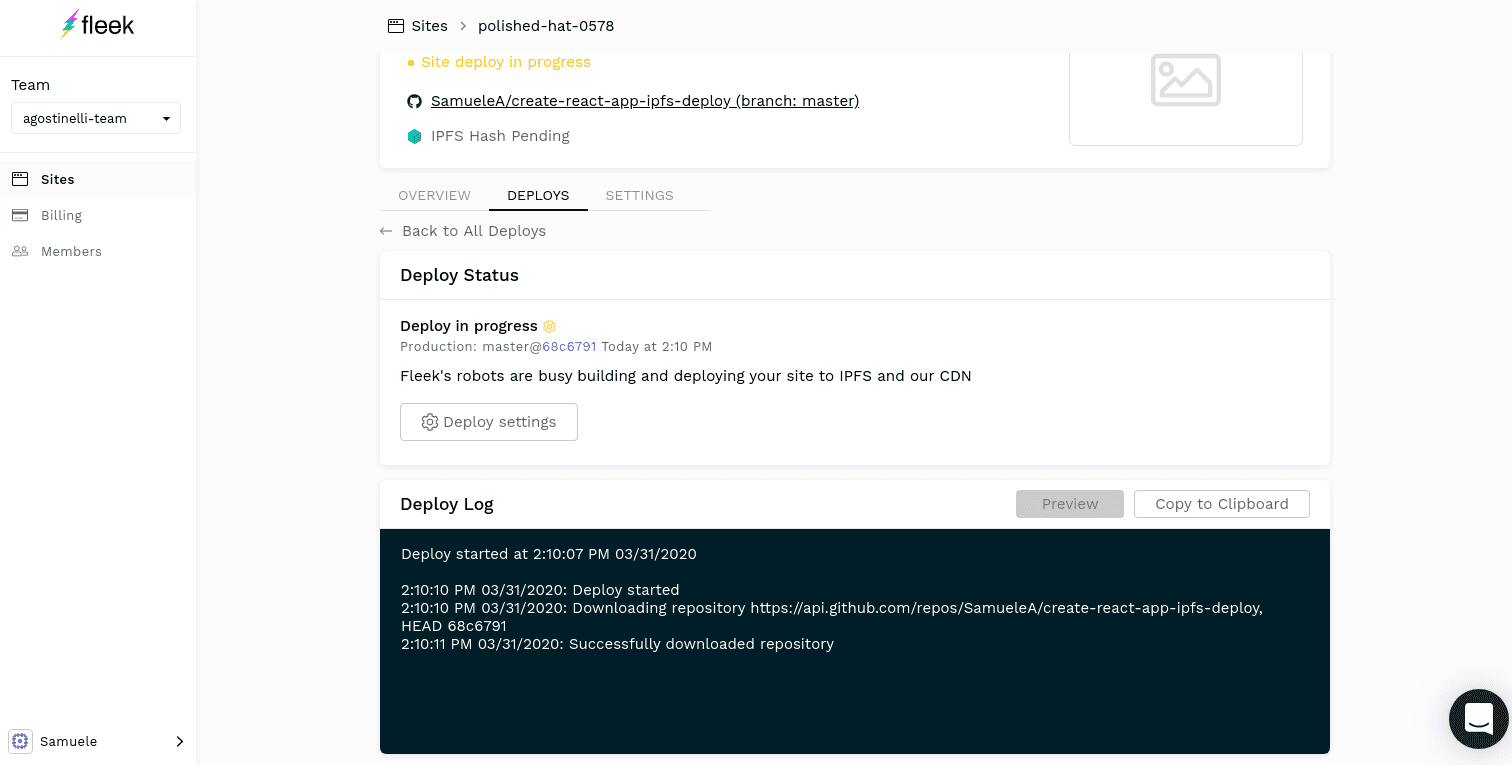 fleek
Team
agostinelli-team
Sites
Billing
Members
Samuele
Sites > polished-hat-0578
Site deploy in progress
SamueleA/create-react-app-ipfs-deploy (branch: master)
IPFS Hash Pending
OVERVIEW DEPLOYS SETTINGS
← Back to All Deploys
Deploy Status
Deploy in progress
Production: master@68c6791 Today at 2:10 PM
Fleek's robots are busy building and deploying your site to IPFS and our CDN
Deploy settings
Deploy Log Preview Copy to Clipboard
Deploy started at 2:10:07 PM 03/31/2020
2:10:10 PM 03/31/2020: Deploy started
2:10:10 PM 03/31/2020: Downloading repository https://api.github.com/repos/SamueleA/create-react-app-ipfs-deploy,
HEAD 68c6791
2:10:11 PM 03/31/2020: Successfully downloaded repository